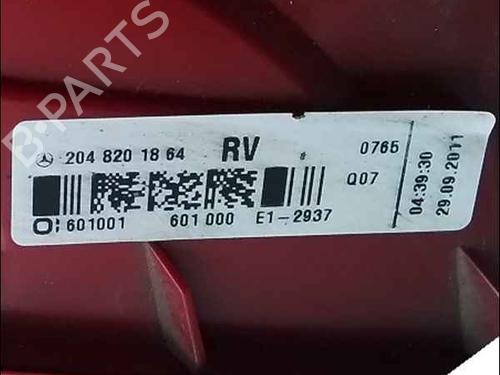 B-PARTS
204 820 18 64 RV 0765
Q07
O: 601001 601 000 E1-2937
04:39:30
29.09.2011